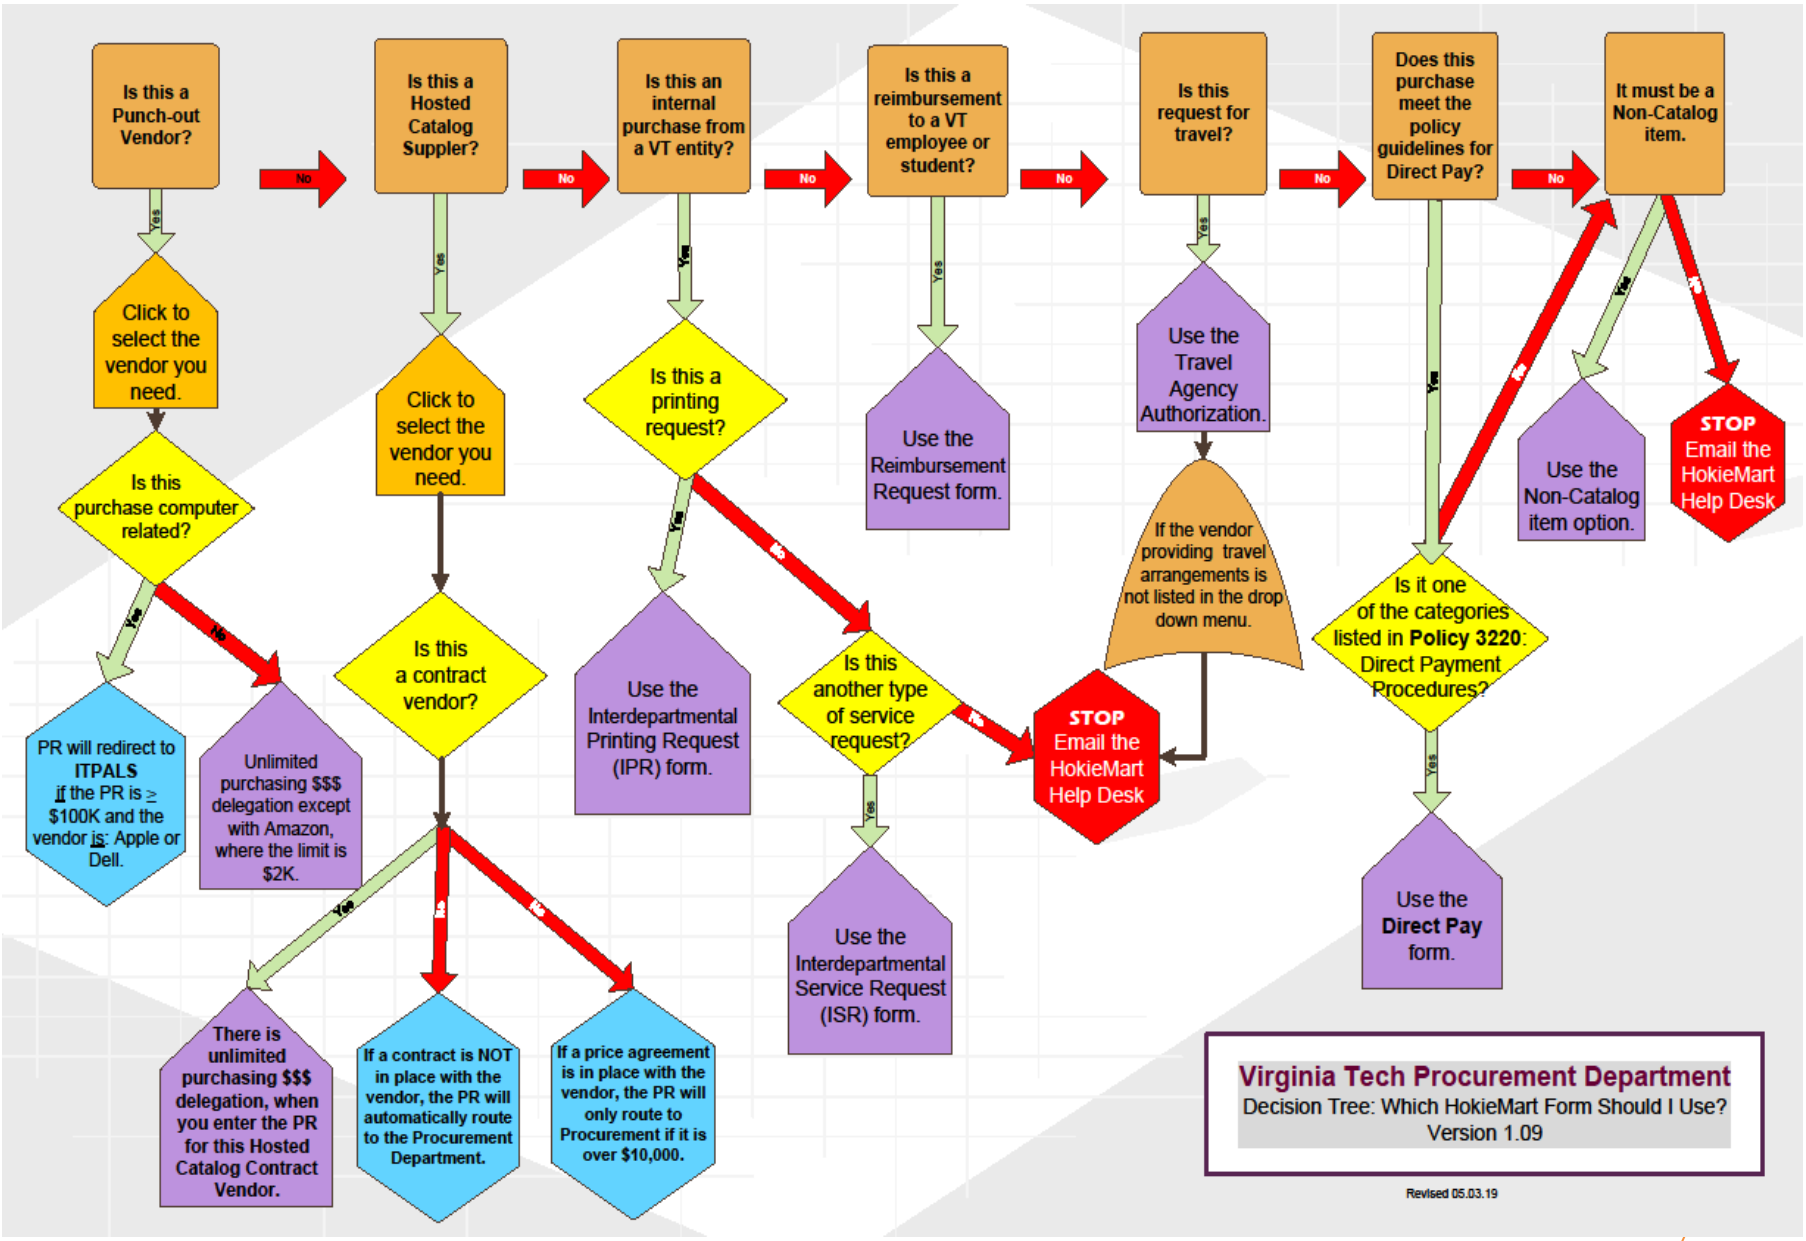 Is this a
Punch-out
Vendor?
No
Is this a
Hosted
Catalog
Suppler?
No
Is this an
internal
purchase from
a VT entity?
No
Is this a
reimbursement
to a VT
employee or
student?
No
Is this
request for
travel?
No
Does this
purchase
meet the
policy
guidelines for
Direct Pay?
No
It must be a
Non-Catalog
item.
Yes
Yes
Yes
Yes
Yes
Yes
No
Yes
No
Click to
select the
vendor you
need.
Is this
purchase computer
related?
Yes
No
PR will redirect to
ITPALS
if the PR is ≥
$100K and the
vendor is: Apple or
Dell.
Unlimited
purchasing $$$
delegation except
with Amazon,
where the limit is
$2K.
Click to
select the
vendor you
need.
Is this
a contract
vendor?
Yes
No
No
There is
unlimited
purchasing $$$
delegation, when
you enter the PR
for this Hosted
Catalog Contract
Vendor.
If a contract is NOT
in place with the
vendor, the PR will
automatically route
to the Procurement
Department.
If a price agreement
is in place with the
vendor, the PR will
only route to
Procurement if it is
over $10,000.
Is this a
printing
request?
Yes
No
Use the
Interdepartmental
Printing Request
(IPR) form.
Is this
another type
of service
request?
No
Yes
Use the
Interdepartmental
Service Request
(ISR) form.
Use the
Reimbursement
Request form.
Use the
Travel
Agency
Authorization.
If the vendor
providing travel
arrangements is
not listed in the drop
down menu.
STOP
Email the
HokieMart
Help Desk
Is it one
of the categories
listed in Policy 3220:
Direct Payment
Procedures?
Yes
Use the
Direct Pay
form.
Use the
Non-Catalog
item option.
STOP
Email the
HokieMart
Help Desk
Virginia Tech Procurement Department
Decision Tree: Which HokieMart Form Should I Use?
Version 1.09
Revised 05.03.19